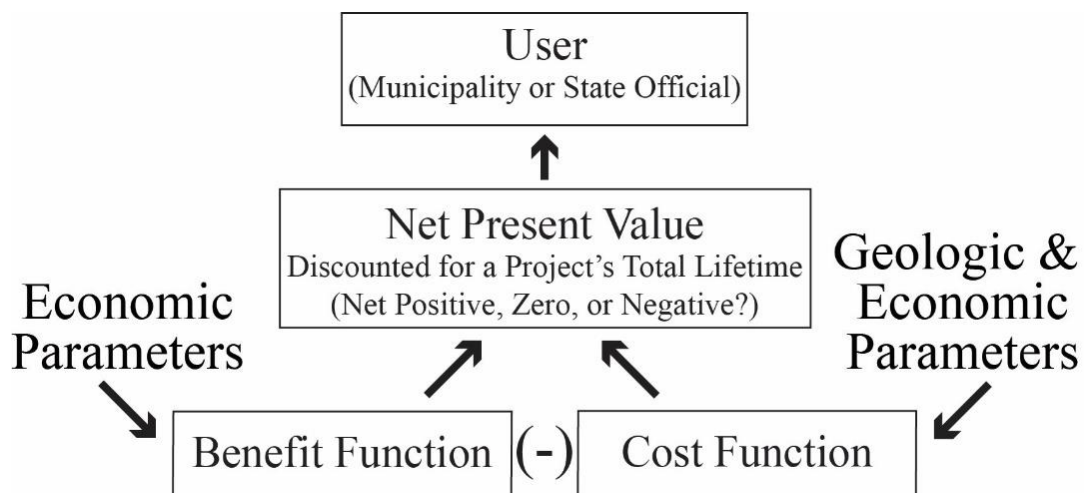 User
(Municipality or State Official)
Net Present Value
Discounted for a Project's Total Lifetime
(Net Positive, Zero, or Negative?)
Economic
Parameters
Geologic &
Economic
Parameters
Benefit Function
(-)
Cost Function